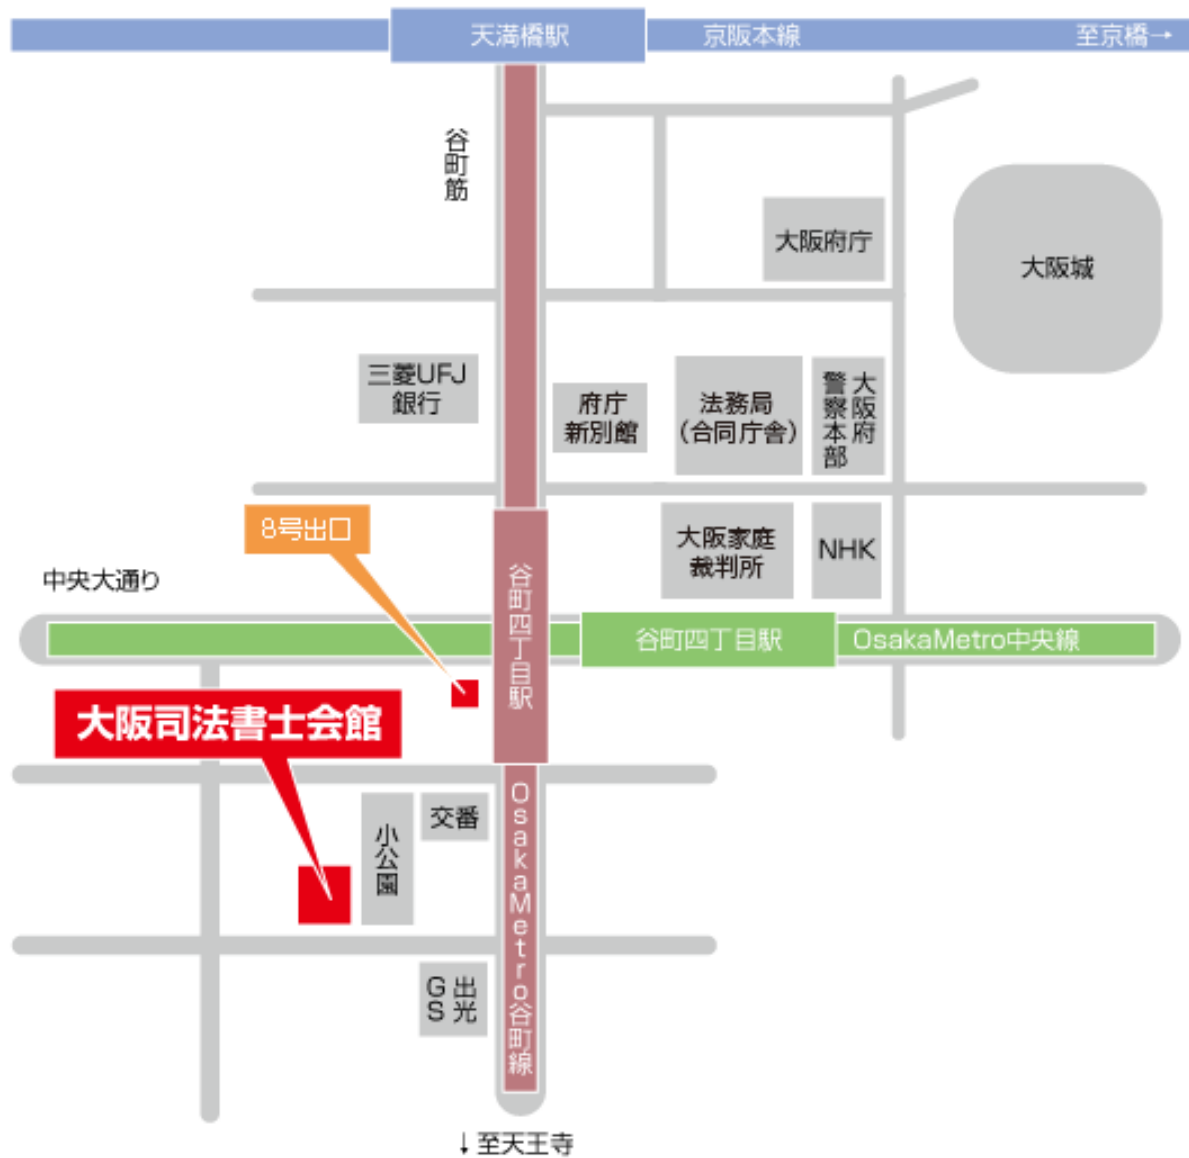 天満橋駅
京阪本線
至京橋→
谷町筋
大阪府庁
大阪城
三菱UFJ
銀行
府庁
新別館
法務局
(合同庁舎)
大阪府
警察本部
8号出口
大阪家庭
裁判所
NHK
中央大通り
谷町四丁目駅
谷町四丁目駅
OsakaMetro中央線
大阪司法書士会館
OsakaMetro谷町線
交番
小公園
出光
GS
↓至天王寺